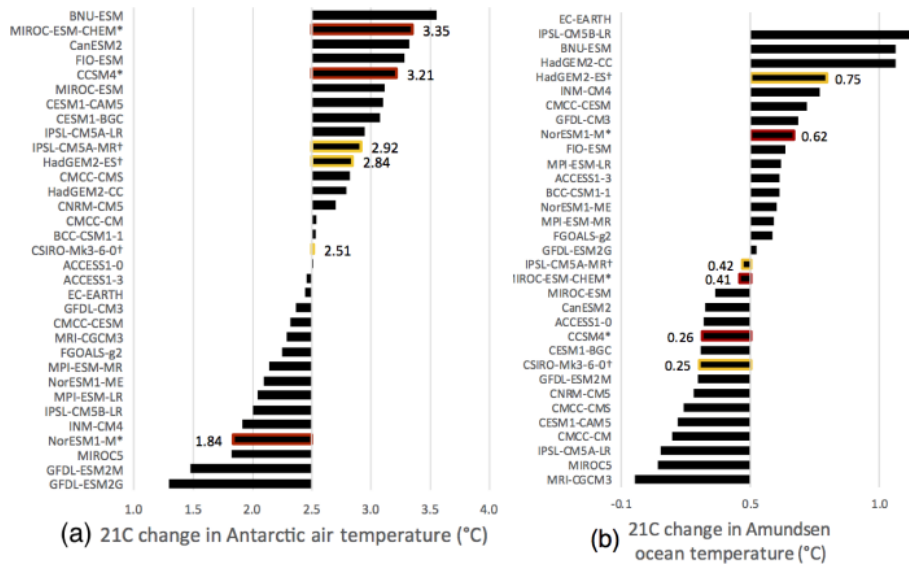 BNU-ESM
MIROC-ESM-CHEM*
3.35
CanESM2
FIO-ESM
CCSM4*
3.21
MIROC-ESM
CESM1-CAM5
CESM1-BGC
IPSL-CM5A-LR
IPSL-CM5A-MR†
2.92
HadGEM2-ES†
2.84
CMCC-CMS
HadGEM2-CC
CNRM-CM5
CMCC-CM
BCC-CSM1-1
CSIRO-Mk3-6-0†
2.51
ACCESS1-0
ACCESS1-3
EC-EARTH
GFDL-CM3
CMCC-CESM
MRI-CGCM3
FGOALS-g2
MPI-ESM-MR
NorESM1-ME
MPI-ESM-LR
IPSL-CM5B-LR
INM-CM4
NorESM1-M*
1.84
MIROC5
GFDL-ESM2M
GFDL-ESM2G
1.0 1.5 2.0 2.5 3.0 3.5 4.0
(a) 21C change in Antarctic air temperature (°C)
EC-EARTH
IPSL-CM5B-LR
BNU-ESM
HadGEM2-CC
HadGEM2-ES†
0.75
INM-CM4
CMCC-CESM
GFDL-CM3
NorESM1-M*
0.62
FIO-ESM
MPI-ESM-LR
ACCESS1-3
BCC-CSM1-1
NorESM1-ME
MPI-ESM-MR
FGOALS-g2
GFDL-ESM2G
IPSL-CM5A-MR†
0.42
IIROC-ESM-CHEM*
0.41
MIROC-ESM
CanESM2
ACCESS1-0
CCSM4*
0.26
CESM1-BGC
CSIRO-Mk3-6-0†
0.25
GFDL-ESM2M
CNRM-CM5
CMCC-CMS
CESM1-CAM5
CMCC-CM
IPSL-CM5A-LR
MIROC5
MRI-CGCM3
-0.1 0.5 1.0
(b) 21C change in Amundsen
ocean temperature (°C)